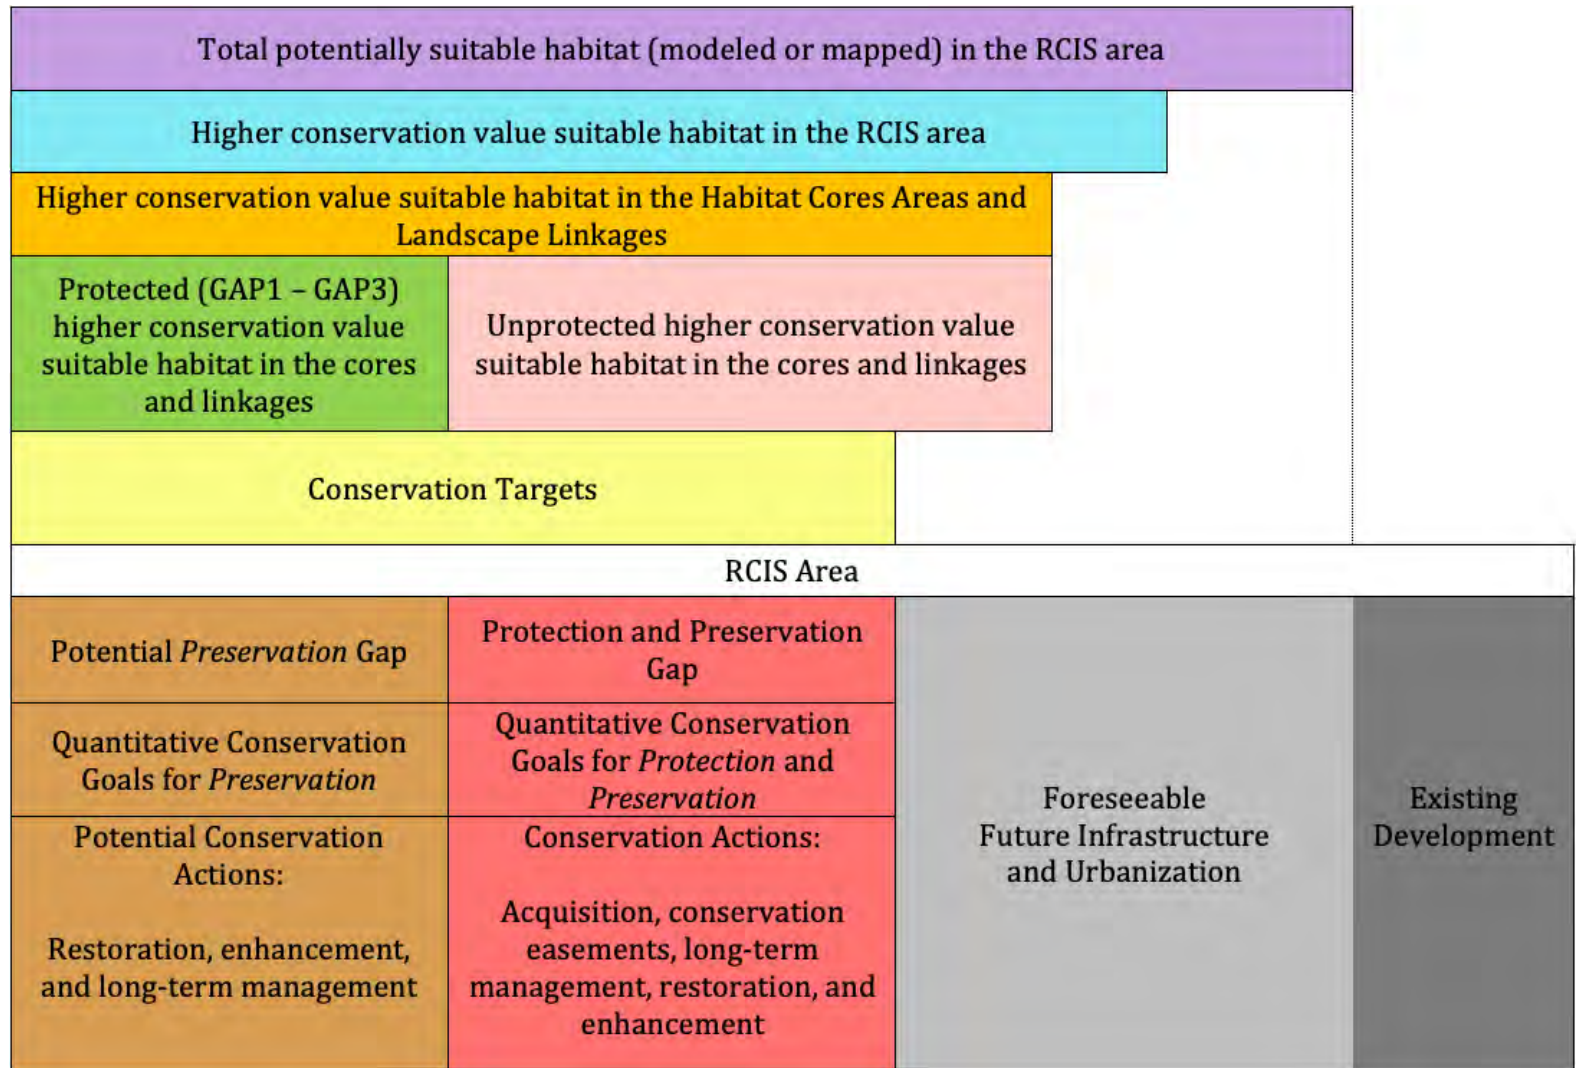 Total potentially suitable habitat (modeled or mapped) in the RCIS area
Higher conservation value suitable habitat in the RCIS area
Higher conservation value suitable habitat in the Habitat Cores Areas and
Landscape Linkages
Protected (GAP1 – GAP3)
higher conservation value
suitable habitat in the cores
and linkages
Unprotected higher conservation value
suitable habitat in the cores and linkages
Conservation Targets
RCIS Area
Potential Preservation Gap
Protection and Preservation
Gap
Quantitative Conservation
Goals for Preservation
Quantitative Conservation
Goals for Protection and
Preservation
Potential Conservation
Actions:
Restoration, enhancement,
and long-term management
Conservation Actions:
Acquisition, conservation
easements, long-term
management, restoration, and
enhancement
Foreseeable
Future Infrastructure
and Urbanization
Existing
Development